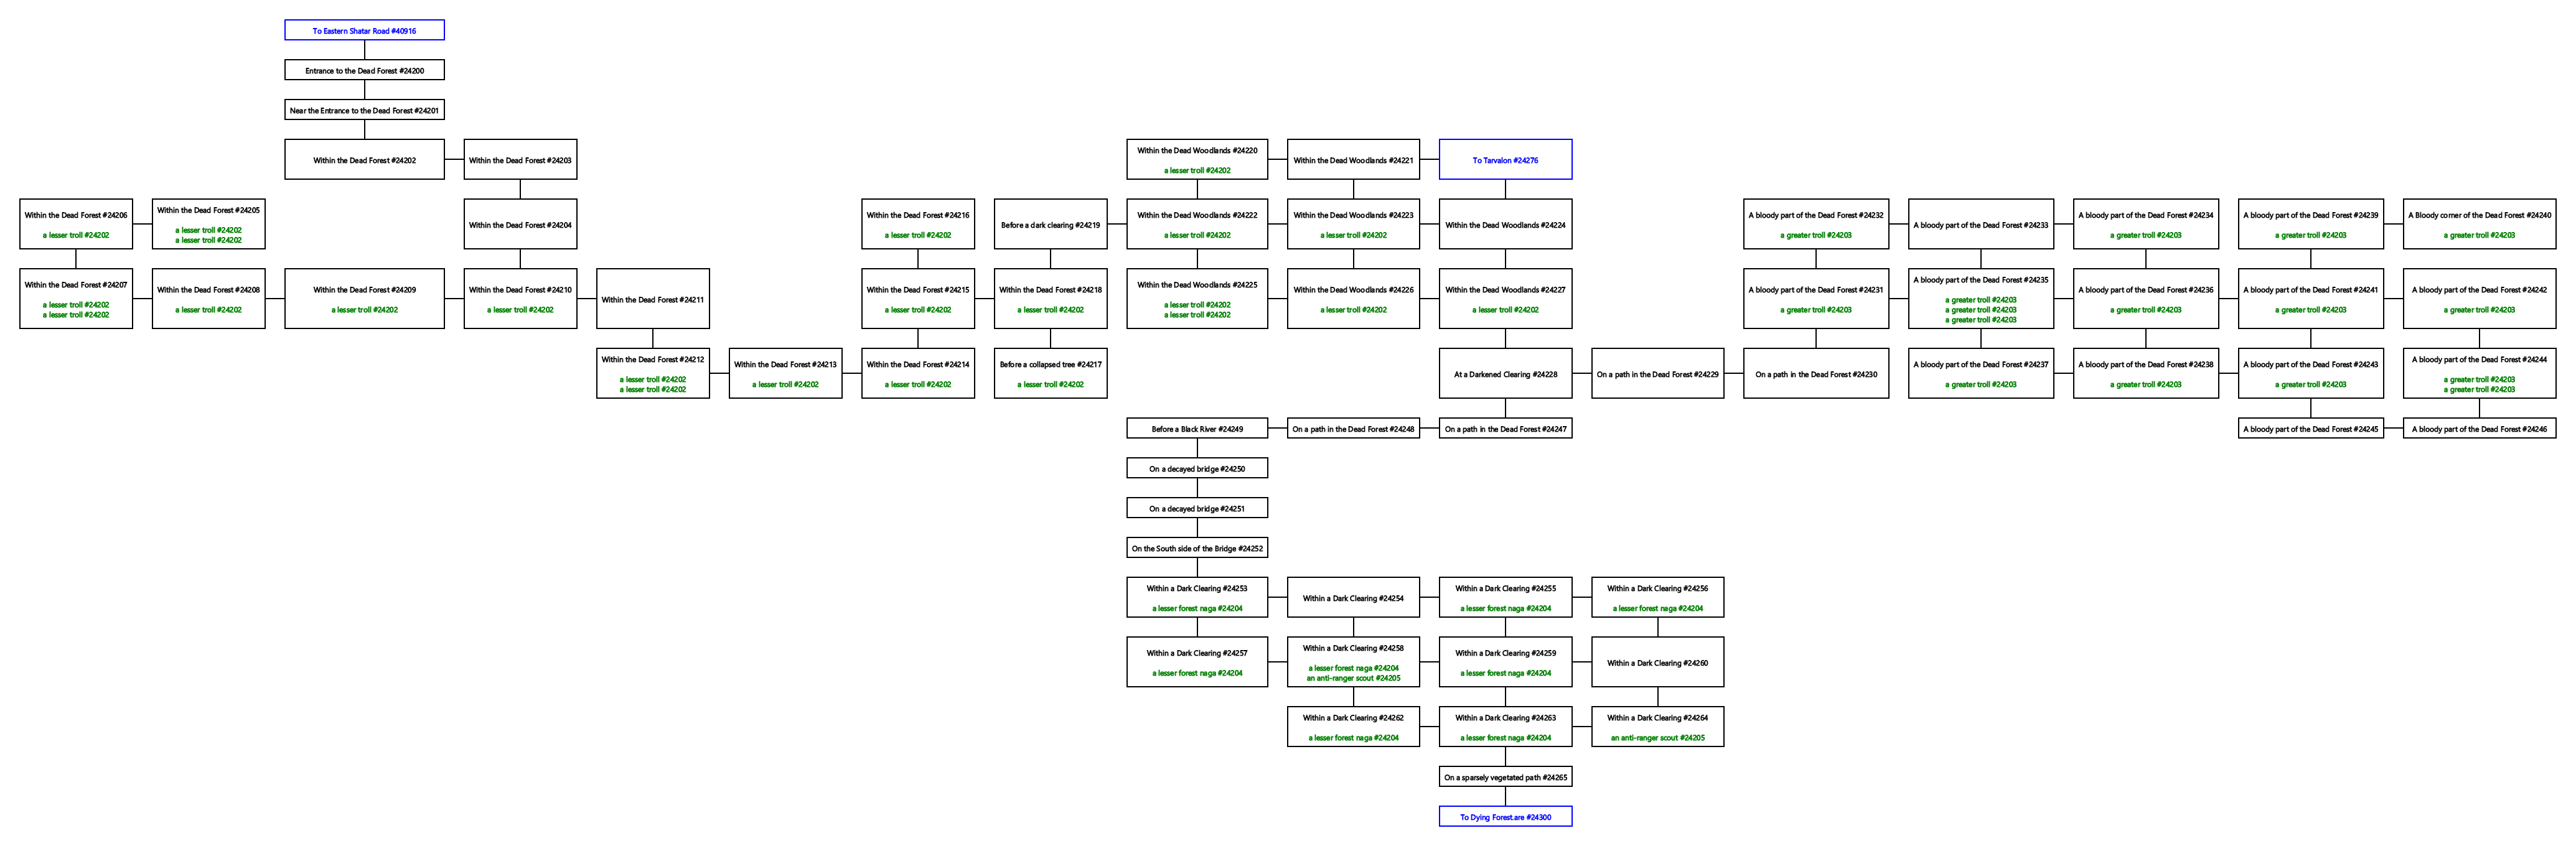 To Eastern Shatar Road #40916
Entrance to the Dead Forest #24200
Near the Entrance to the Dead Forest #24201
Within the Dead Forest #24202
Within the Dead Forest #24203
Within the Dead Woodlands #24220
a lesser troll #24202
Within the Dead Woodlands #24221
To Tarvalon #24276
Within the Dead Forest #24206
a lesser troll #24202
Within the Dead Forest #24205
a lesser troll #24202
a lesser troll #24202
Within the Dead Forest #24204
Within the Dead Forest #24216
a lesser troll #24202
Before a dark clearing #24219
Within the Dead Woodlands #24222
a lesser troll #24202
Within the Dead Woodlands #24223
a lesser troll #24202
Within the Dead Woodlands #24224
A bloody part of the Dead Forest #24232
a greater troll #24203
A bloody part of the Dead Forest #24233
A bloody part of the Dead Forest #24234
a greater troll #24203
A bloody part of the Dead Forest #24239
a greater troll #24203
A Bloody corner of the Dead Forest #24240
a greater troll #24203
Within the Dead Forest #24207
a lesser troll #24202
a lesser troll #24202
Within the Dead Forest #24208
a lesser troll #24202
Within the Dead Forest #24209
a lesser troll #24202
Within the Dead Forest #24210
a lesser troll #24202
Within the Dead Forest #24211
Within the Dead Forest #24215
a lesser troll #24202
Within the Dead Forest #24218
a lesser troll #24202
Within the Dead Woodlands #24225
a lesser troll #24202
a lesser troll #24202
Within the Dead Woodlands #24226
a lesser troll #24202
Within the Dead Woodlands #24227
a lesser troll #24202
A bloody part of the Dead Forest #24231
a greater troll #24203
A bloody part of the Dead Forest #24235
a greater troll #24203
a greater troll #24203
a greater troll #24203
A bloody part of the Dead Forest #24236
a greater troll #24203
A bloody part of the Dead Forest #24241
a greater troll #24203
A bloody part of the Dead Forest #24242
a greater troll #24203
Within the Dead Forest #24212
a lesser troll #24202
a lesser troll #24202
Within the Dead Forest #24213
a lesser troll #24202
Within the Dead Forest #24214
a lesser troll #24202
Before a collapsed tree #24217
a lesser troll #24202
At a Darkened Clearing #24228
On a path in the Dead Forest #24229
On a path in the Dead Forest #24230
A bloody part of the Dead Forest #24237
a greater troll #24203
A bloody part of the Dead Forest #24238
a greater troll #24203
A bloody part of the Dead Forest #24243
a greater troll #24203
A bloody part of the Dead Forest #24244
a greater troll #24203
a greater troll #24203
Before a Black River #24249
On a path in the Dead Forest #24248
On a path in the Dead Forest #24247
A bloody part of the Dead Forest #24245
A bloody part of the Dead Forest #24246
On a decayed bridge #24250
On a decayed bridge #24251
On the South side of the Bridge #24252
Within a Dark Clearing #24253
a lesser forest naga #24204
Within a Dark Clearing #24254
Within a Dark Clearing #24255
a lesser forest naga #24204
Within a Dark Clearing #24256
a lesser forest naga #24204
Within a Dark Clearing #24257
a lesser forest naga #24204
Within a Dark Clearing #24258
a lesser forest naga #24204
an anti-ranger scout #24205
Within a Dark Clearing #24259
a lesser forest naga #24204
Within a Dark Clearing #24260
Within a Dark Clearing #24262
a lesser forest naga #24204
Within a Dark Clearing #24263
a lesser forest naga #24204
Within a Dark Clearing #24264
an anti-ranger scout #24205
On a sparsely vegetated path #24265
To Dying Forest.are #24300